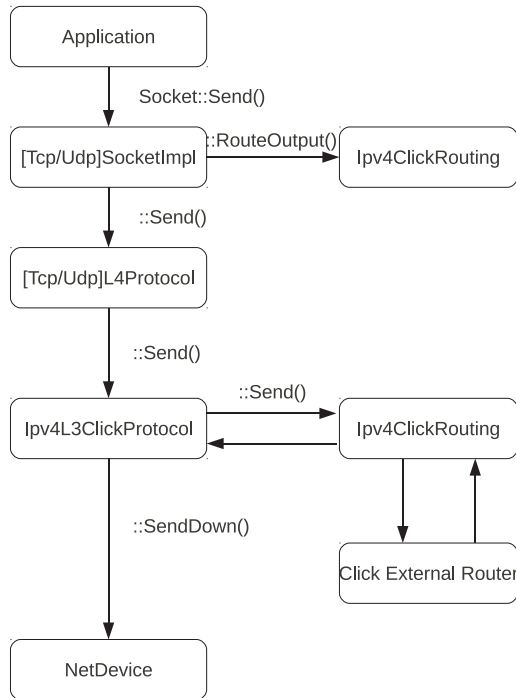 Application
Socket::Send()
[Tcp/Udp]SocketImpl
::RouteOutput()
Ipv4ClickRouting
::Send()
[Tcp/Udp]L4Protocol
::Send()
Ipv4L3ClickProtocol
::Send()
Ipv4ClickRouting
::SendDown()
Click External Router
NetDevice